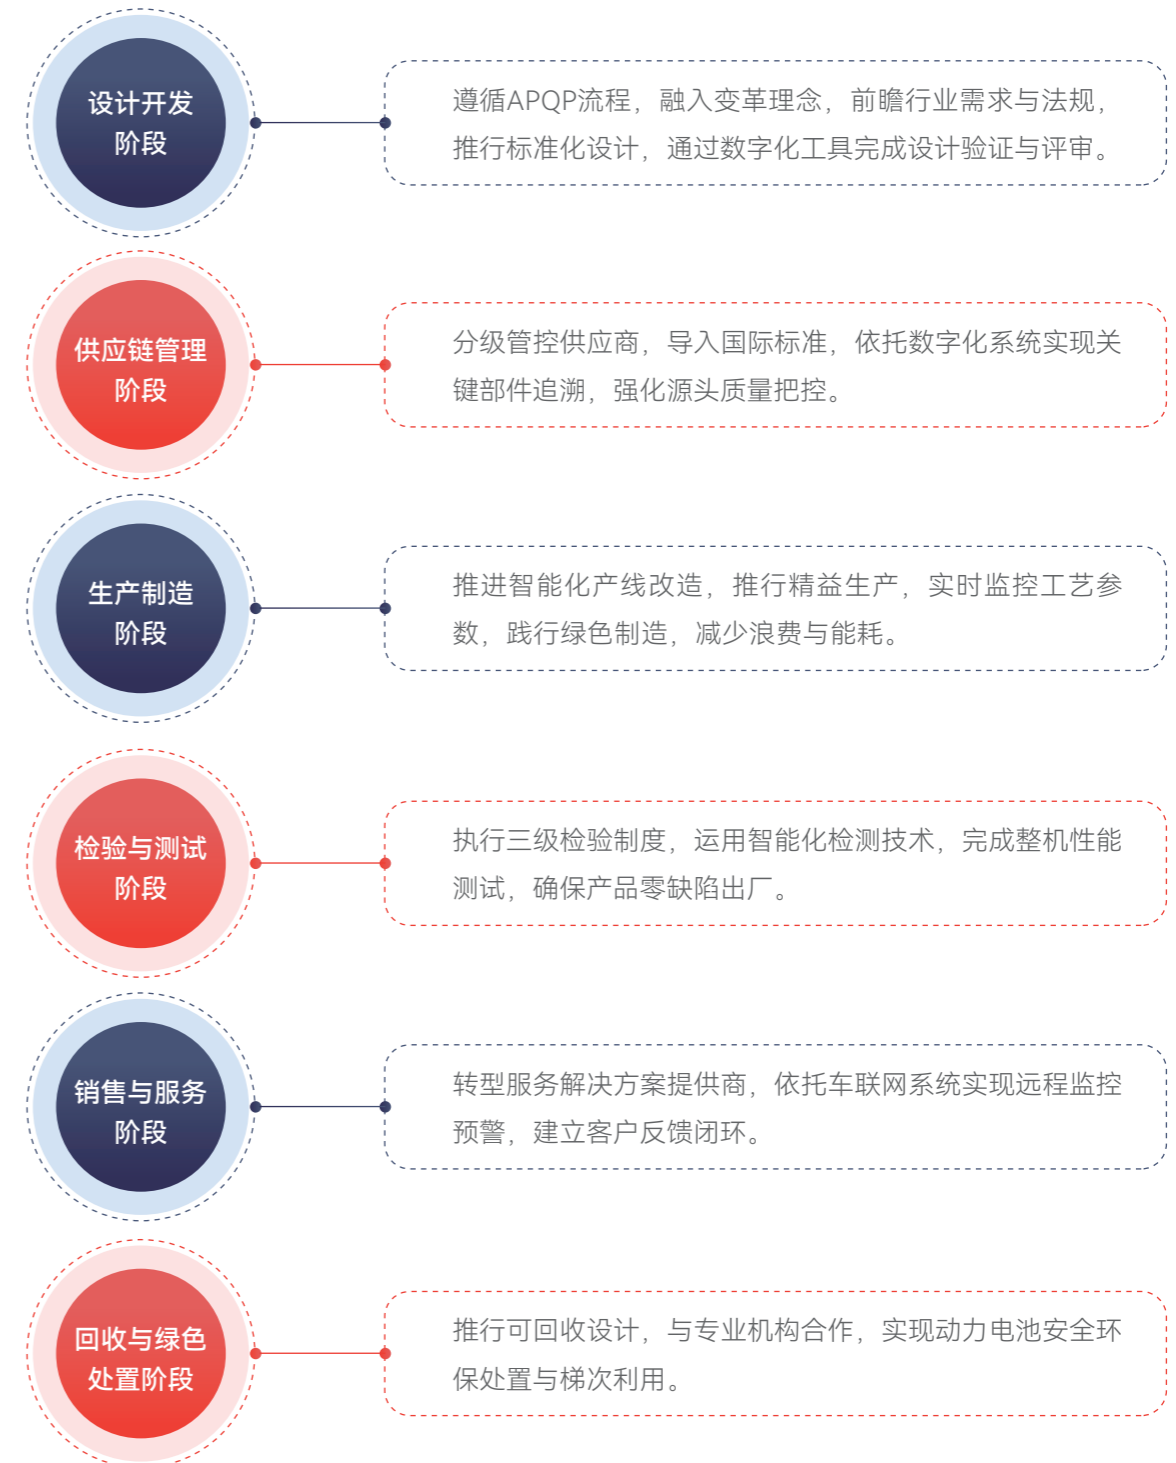 设计开发
阶段
遵循APQP流程，融入变革理念，前瞻行业需求与法规，
推行标准化设计，通过数字化工具完成设计验证与评审。
供应链管理
阶段
分级管控供应商，导入国际标准，依托数字化系统实现关
键部件追溯，强化源头质量把控。
生产制造
阶段
推进智能化产线改造，推行精益生产，实时监控工艺参
数，践行绿色制造，减少浪费与能耗。
检验与测试
阶段
执行三级检验制度，运用智能化检测技术，完成整机性能
测试，确保产品零缺陷出厂。
销售与服务
阶段
转型服务解决方案提供商，依托车联网系统实现远程监控
预警，建立客户反馈闭环。
回收与绿色
处置阶段
推行可回收设计，与专业机构合作，实现动力电池安全环
保处置与梯次利用。